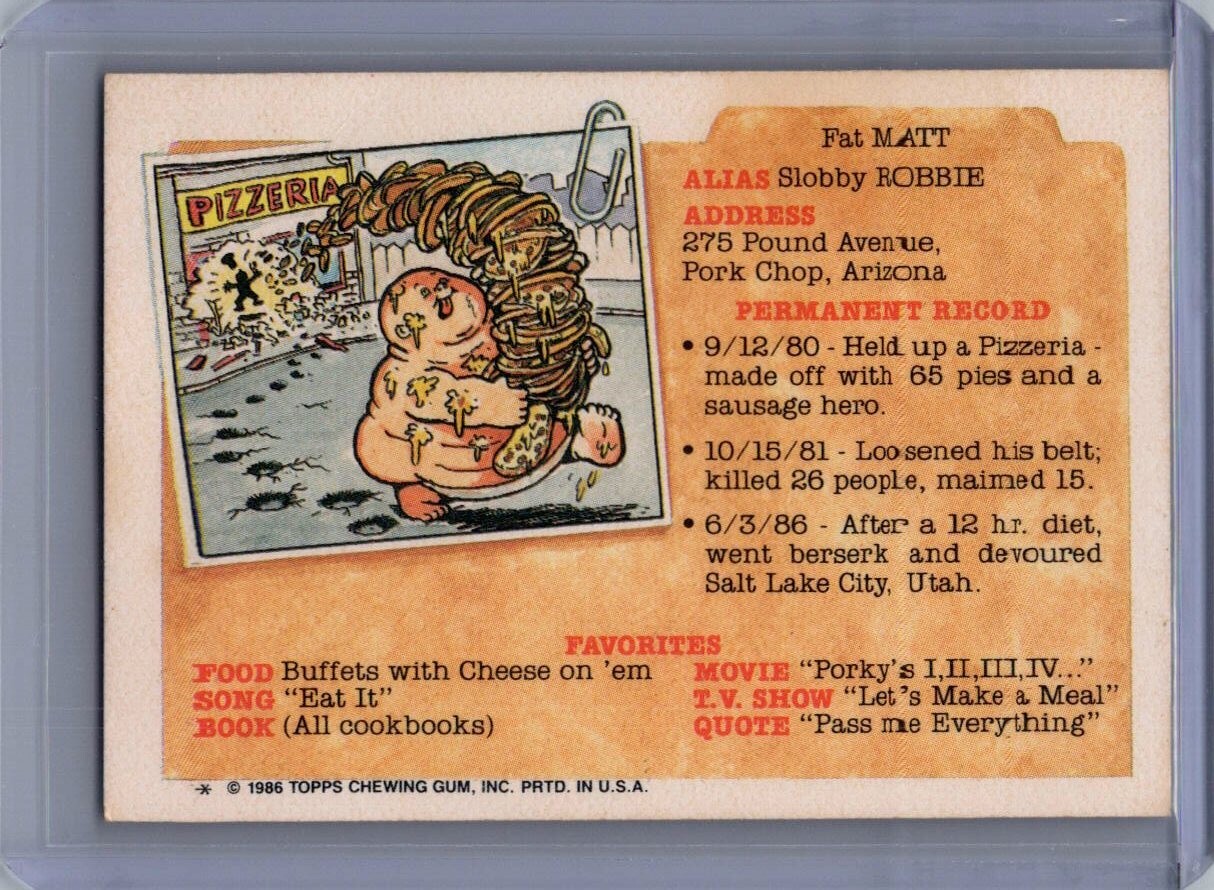 PIZZERIA
Fat MATT
ALIAS Slobby ROBBIE
ADDRESS
275 Pound Avenue,
Pork Chop, Arizona
PERMANENT RECORD
• 9/12/80 - Held up a Pizzeria -
made off with 65 pies and a
sausage hero.
• 10/15/81 - Loosened his belt;
killed 26 people, maimed 15.
• 6/3/86 - After a 12 hr. diet,
went berserk and devoured
Salt Lake City, Utah.
FAVORITES
FOOD Buffets with Cheese on 'em
SONG "Eat It"
BOOK (All cookbooks)
MOVIE "Porky's I,II,III,IV..."
T.V. SHOW "Let's Make a Meal"
QUOTE "Pass me Everything"
* © 1986 TOPPS CHEWING GUM, INC. PRTD. IN U.S.A.